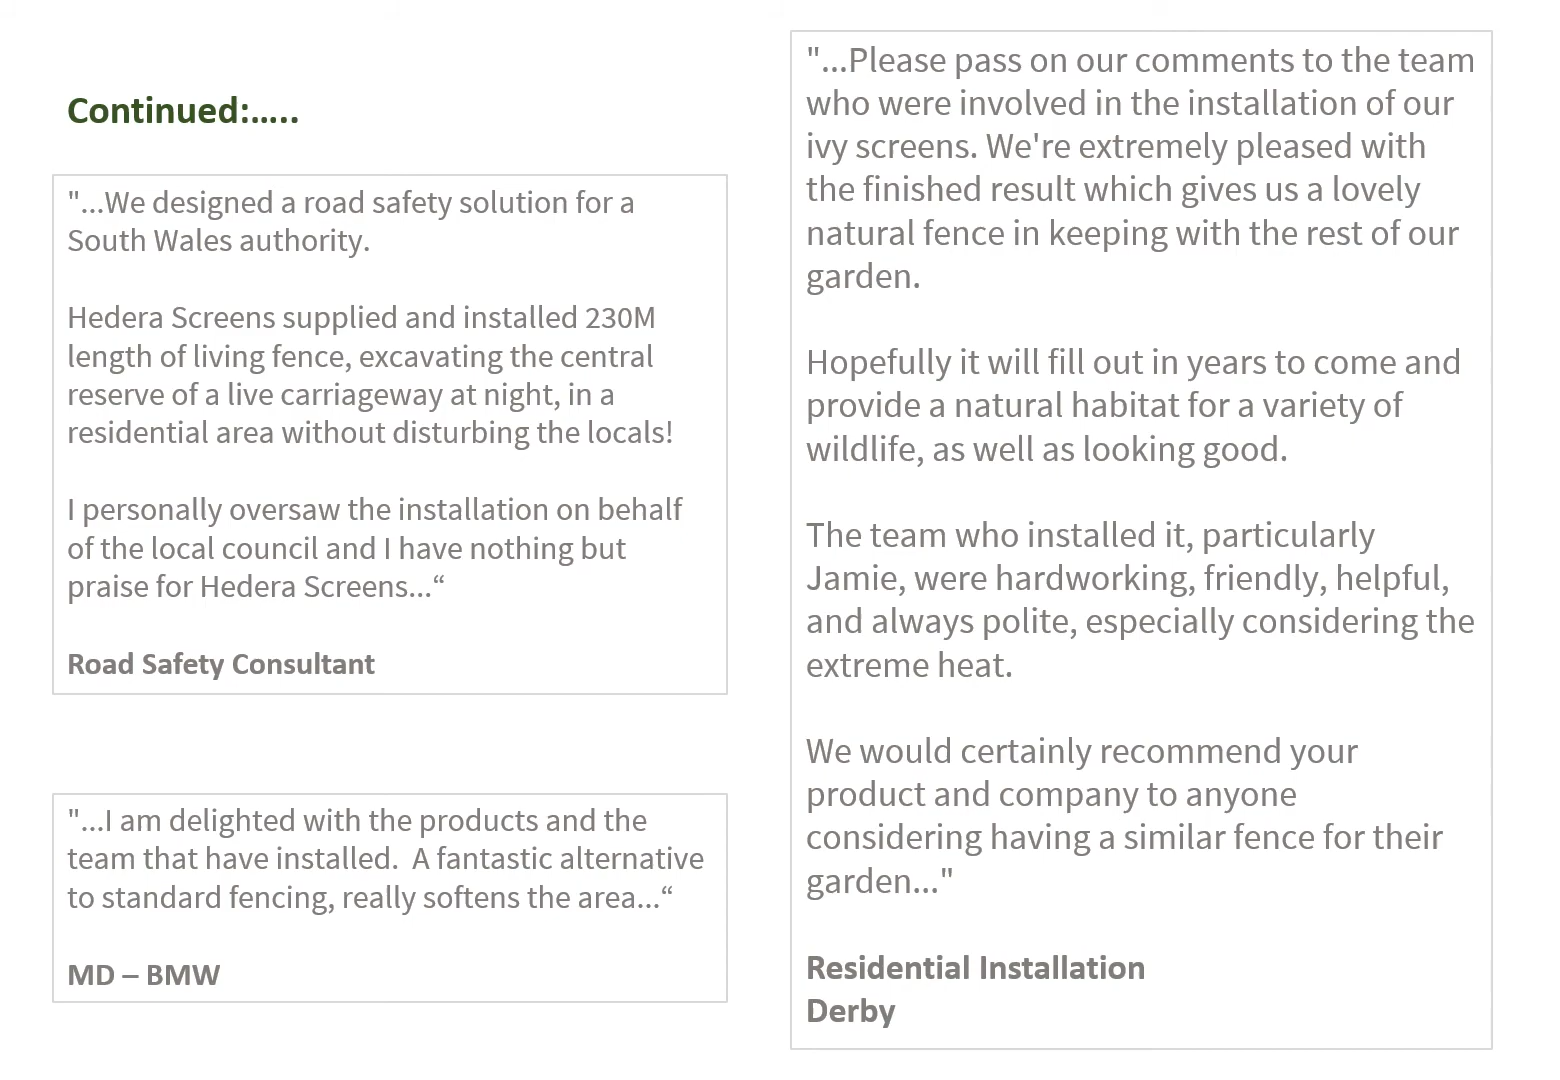 Continued:.....
"...We designed a road safety solution for a
South Wales authority.
Hedera Screens supplied and installed 230M
length of living fence, excavating the central
reserve of a live carriageway at night, in a
residential area without disturbing the locals!
I personally oversaw the installation on behalf
of the local council and I have nothing but
praise for Hedera Screens...“
Road Safety Consultant
"...I am delighted with the products and the
team that have installed.  A fantastic alternative
to standard fencing, really softens the area...“
MD – BMW
"...Please pass on our comments to the team
who were involved in the installation of our
ivy screens. We're extremely pleased with
the finished result which gives us a lovely
natural fence in keeping with the rest of our
garden.
Hopefully it will fill out in years to come and
provide a natural habitat for a variety of
wildlife, as well as looking good.
The team who installed it, particularly
Jamie, were hardworking, friendly, helpful,
and always polite, especially considering the
extreme heat.
We would certainly recommend your
product and company to anyone
considering having a similar fence for their
garden..."
Residential Installation
Derby